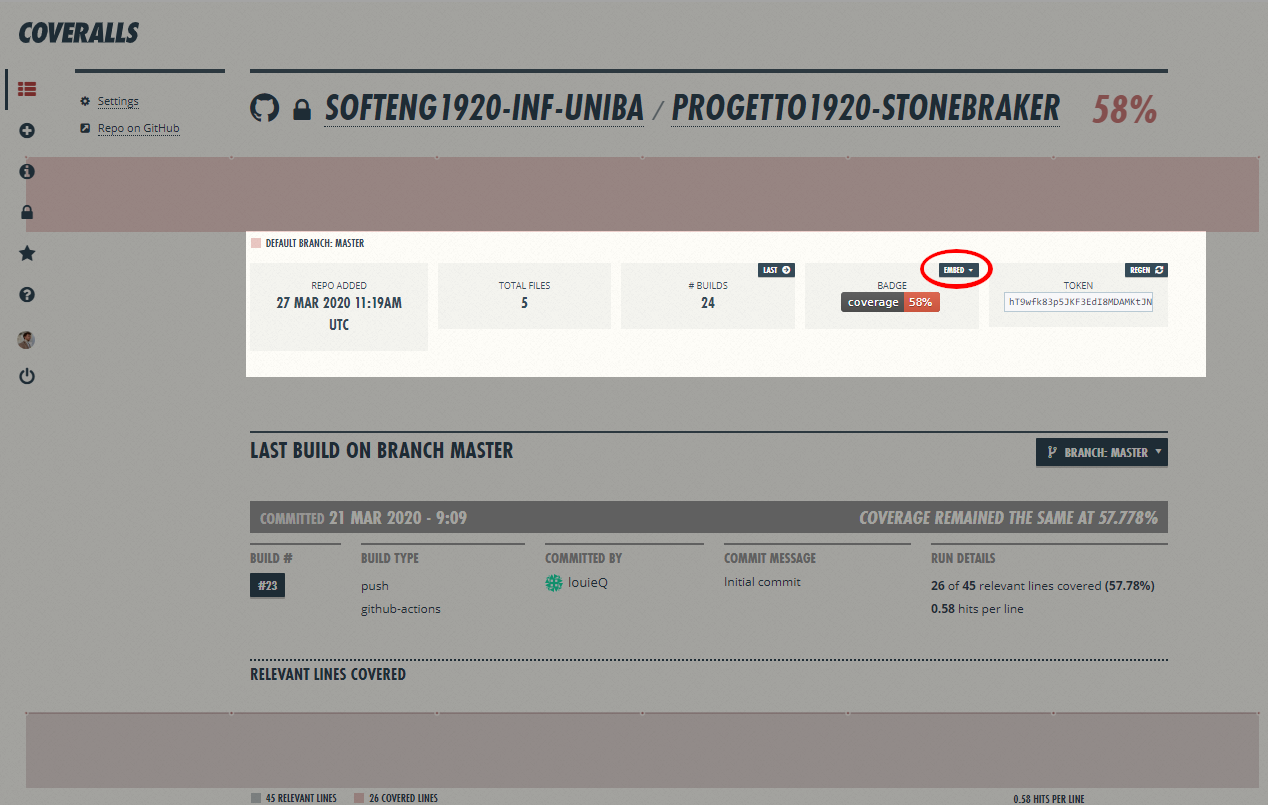 COVERALLS
Settings
Repo on GitHub
SOFTENG1920-INF-UNIBA / PROGETTO1920-STONEBRAKER 58%
DEFAULT BRANCH: MASTER
REPO ADDED
27 MAR 2020 11:19AM
UTC
TOTAL FILES
5
LAST
# BUILDS
24
EMBED
BADGE
coverage 58%
REGEN
TOKEN
hT9wfk83p5JKF3EdI8MDAMKtJN
LAST BUILD ON BRANCH MASTER
BRANCH: MASTER
COMMITTED 21 MAR 2020 - 9:09
COVERAGE REMAINED THE SAME AT 57.778%
BUILD #
#23
BUILD TYPE
push
github-actions
COMMITTED BY
louieQ
COMMIT MESSAGE
Initial commit
RUN DETAILS
26 of 45 relevant lines covered (57.78%)
0.58 hits per line
RELEVANT LINES COVERED
45 RELEVANT LINES
26 COVERED LINES
0.58 HITS PER LINE